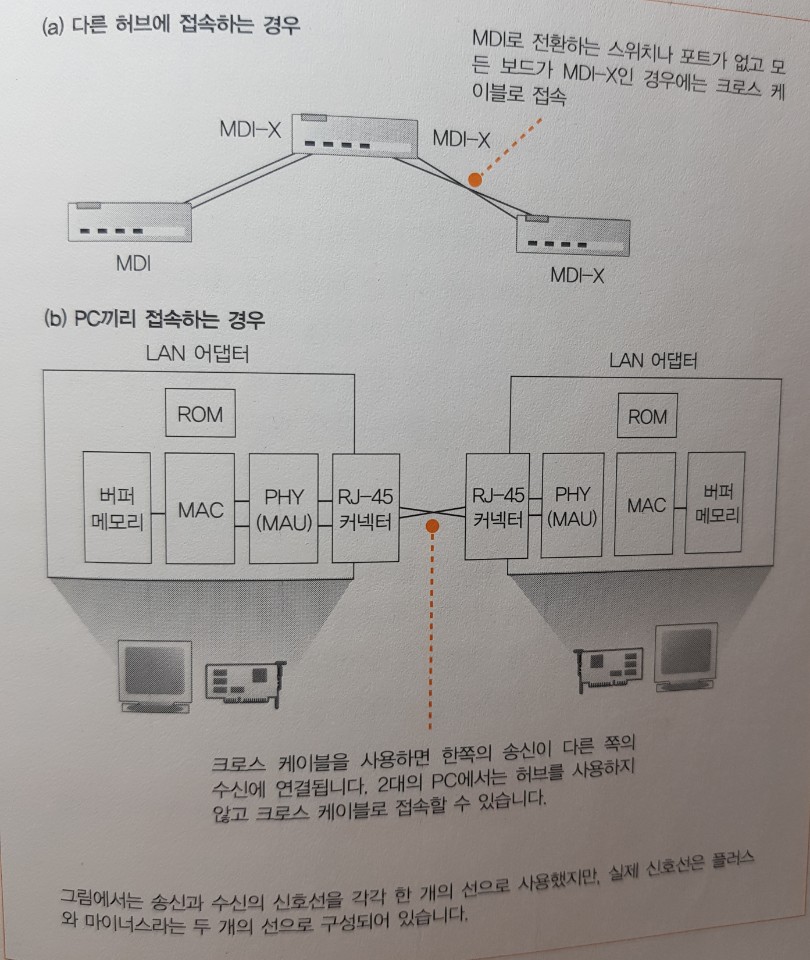 (a) 다른 허브에 접속하는 경우
MDI로 전환하는 스위치나 포트가 없고 모
든 보드가 MDI-X인 경우에는 크로스 케
이블로 접속
MDI-X
MDI-X
MDI
MDI-X
(b) PC끼리 접속하는 경우
LAN 어댑터
LAN 어댑터
ROM
ROM
버퍼
메모리
MAC
PHY
(MAU)
RJ-45
커넥터
RJ-45
커넥터
PHY
(MAU)
MAC
버퍼
메모리
크로스 케이블을 사용하면 한쪽의 송신이 다른 쪽의
수신에 연결됩니다. 2대의 PC에서는 허브를 사용하지
않고 크로스 케이블로 접속할 수 있습니다.
그림에서는 송신과 수신의 신호선을 각각 한 개의 선으로 사용했지만, 실제 신호선은 플러스
와 마이너스라는 두 개의 선으로 구성되어 있습니다.